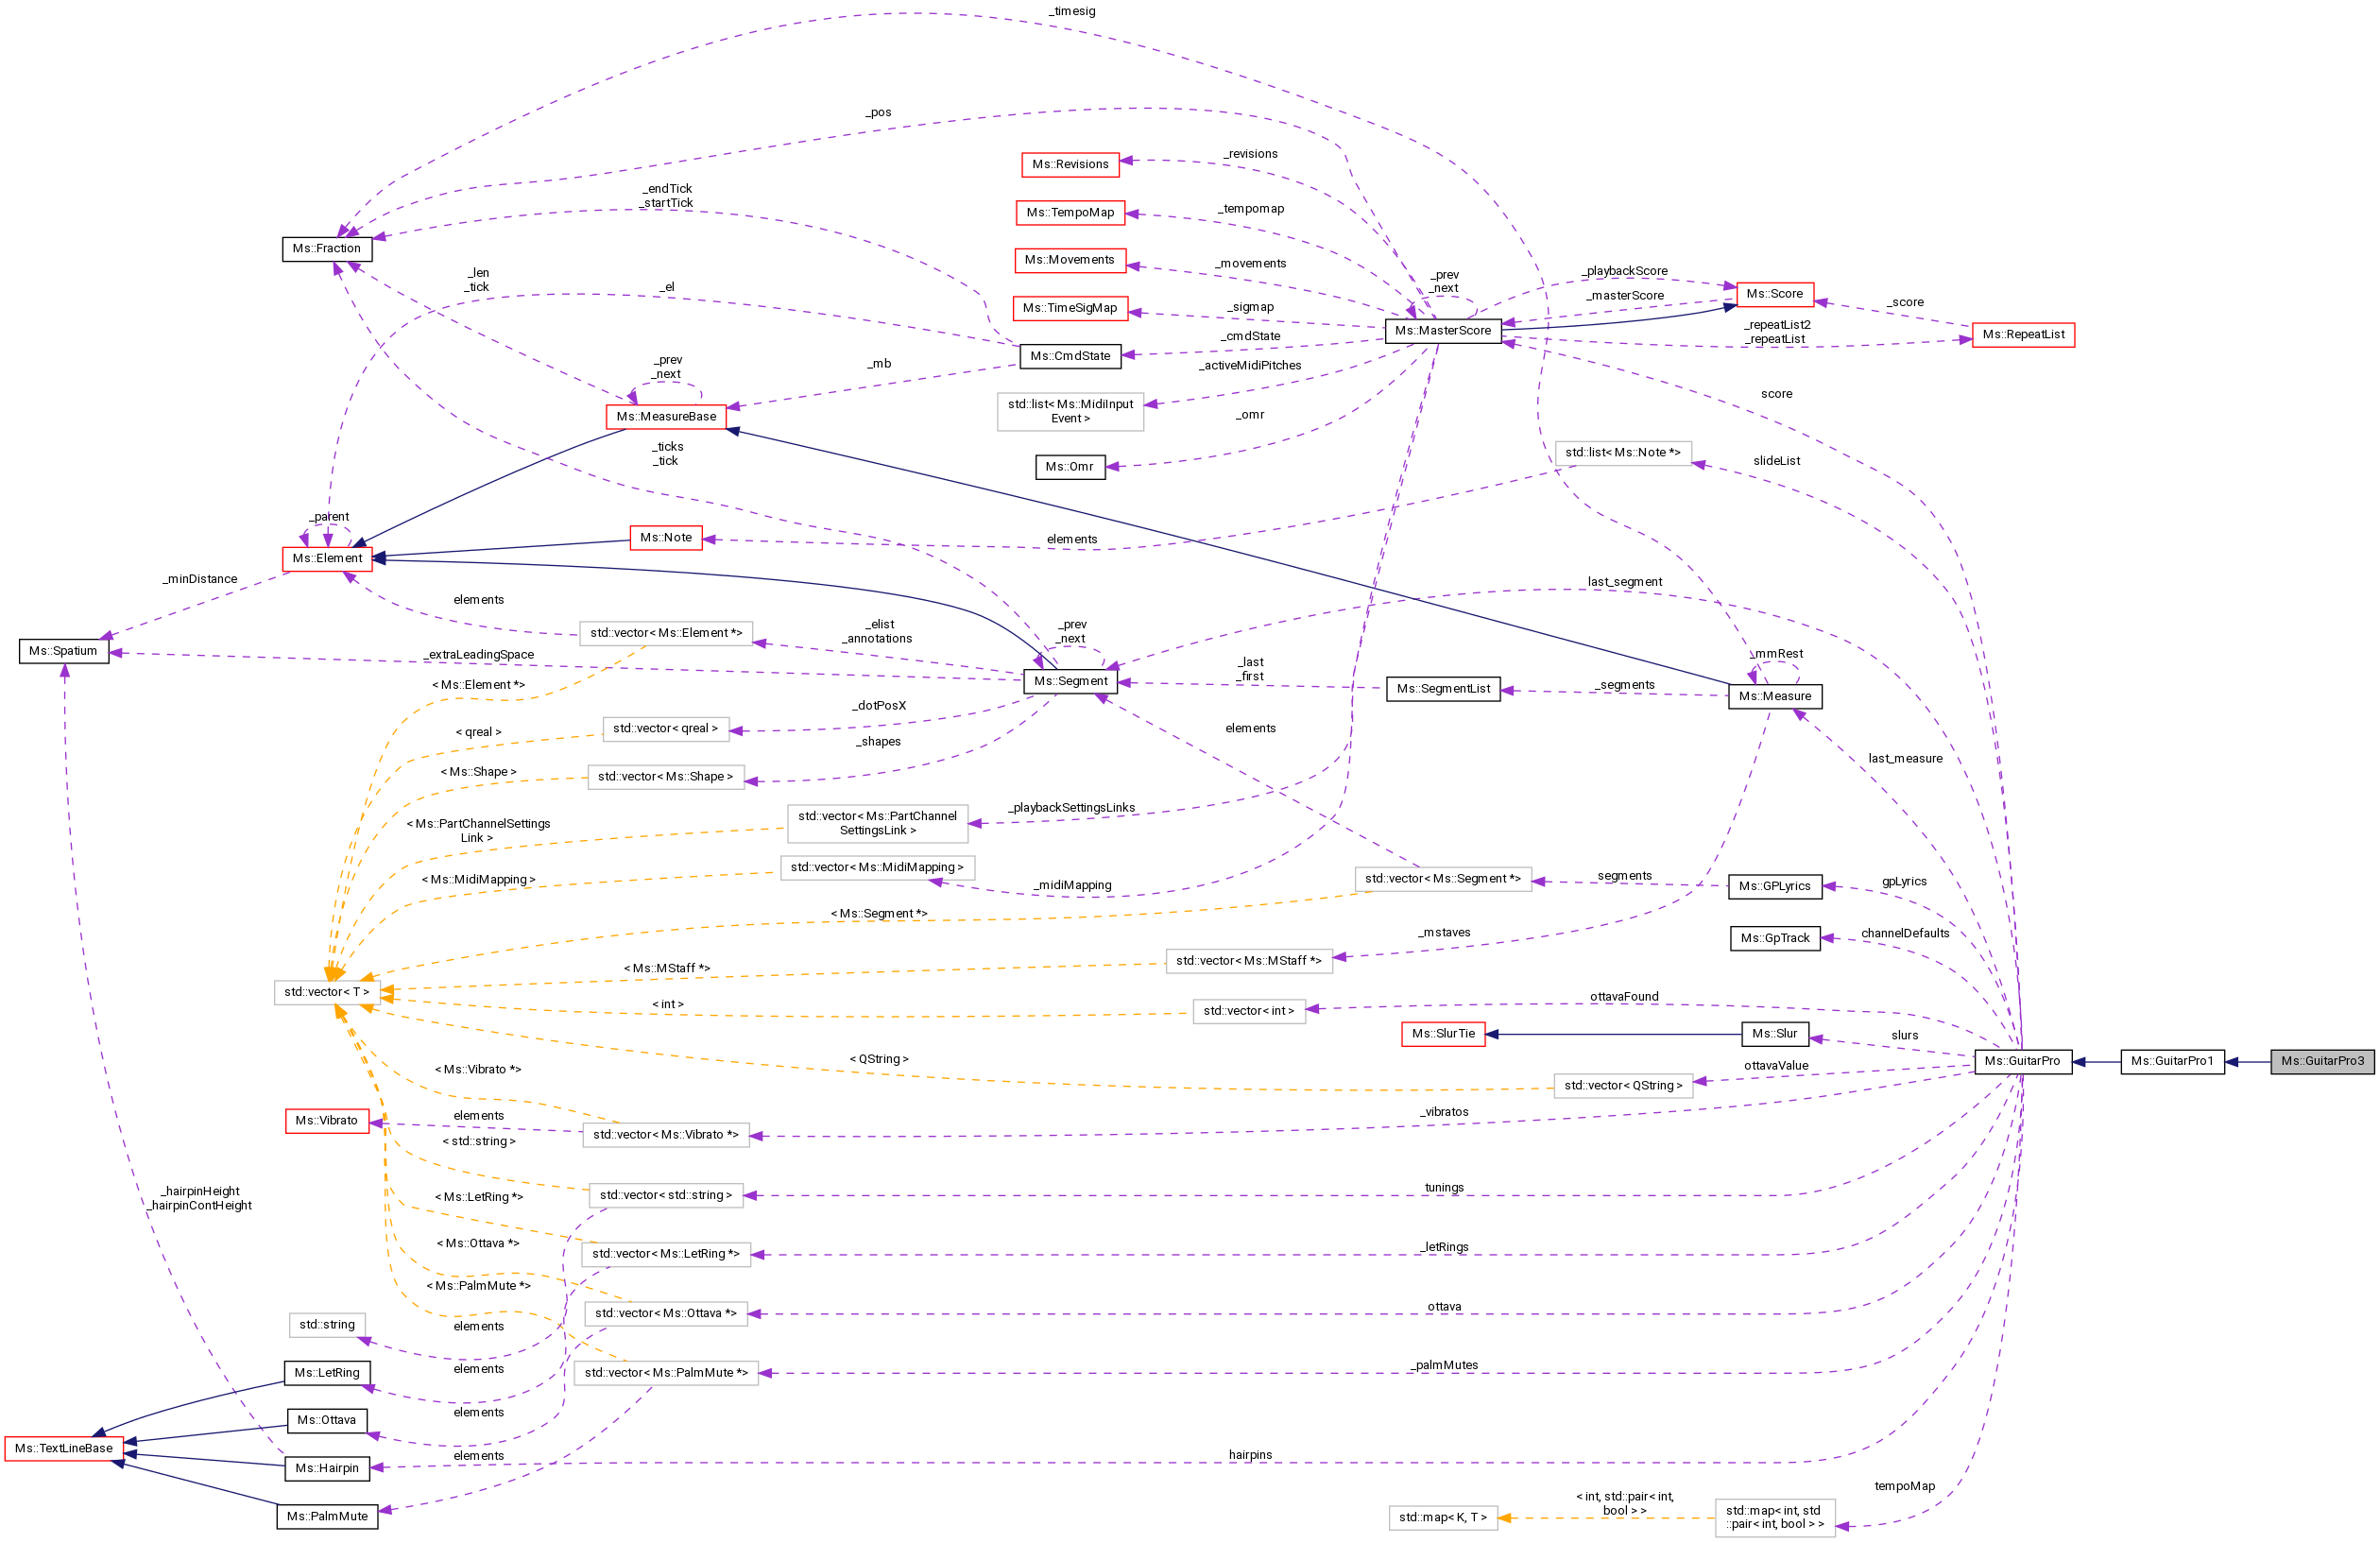 _timesig
_pos
_revisions
Ms::Revisions
_endTick
_startTick
_tempomap
Ms::TempoMap
Ms::Fraction
_movements
Ms::Movements
_len
_tick
_el
_prev
_next
_playbackScore
_masterScore
Ms::Score
_score
_sigmap
Ms::TimeSigMap
Ms::MasterScore
_repeatList2
_repeatList
Ms::RepeatList
_cmdState
Ms::CmdState
_prev
_next
_mb
_activeMidiPitches
score
std::list< Ms::MidiInput
Event >
Ms::MeasureBase
_omr
Ms::Omr
_ticks
_tick
std::list< Ms::Note *>
slideList
_parent
Ms::Note
elements
Ms::Element
_minDistance
last_segment
elements
std::vector< Ms::Element *>
_elist
_annotations
_prev
_next
Ms::Spatium
_extraLeadingSpace
_last
_first
_mmRest
Ms::Segment
Ms::SegmentList
_segments
Ms::Measure
< Ms::Element *>
_dotPosX
std::vector< qreal >
< qreal >
_shapes
elements
last_measure
< Ms::Shape >
std::vector< Ms::Shape >
_playbackSettingsLinks
std::vector< Ms::PartChannel
SettingsLink >
< Ms::PartChannelSettings
Link >
std::vector< Ms::MidiMapping >
< Ms::MidiMapping >
_midiMapping
std::vector< Ms::Segment *>
segments
Ms::GPLyrics
gpLyrics
< Ms::Segment *>
_mstaves
Ms::GpTrack
channelDefaults
< Ms::MStaff *>
std::vector< Ms::MStaff *>
std::vector< T >
< int >
std::vector< int >
ottavaFound
Ms::SlurTie
Ms::Slur
slurs
< QString >
std::vector< QString >
ottavaValue
Ms::GuitarPro
Ms::GuitarPro1
Ms::GuitarPro3
< Ms::Vibrato *>
Ms::Vibrato
elements
std::vector< Ms::Vibrato *>
_vibratos
< std::string >
std::vector< std::string >
tunings
_hairpinHeight
_hairpinContHeight
< Ms::LetRing *>
std::vector< Ms::LetRing *>
_letRings
< Ms::Ottava *>
< Ms::PalmMute *>
std::vector< Ms::Ottava *>
ottava
std::string
elements
Ms::LetRing
elements
std::vector< Ms::PalmMute *>
_palmMutes
Ms::Ottava
elements
Ms::TextLineBase
Ms::Hairpin
elements
hairpins
Ms::PalmMute
tempoMap
std::map< K, T >
< int, std::pair< int,
bool > >
std::map< int, std
::pair< int, bool > >